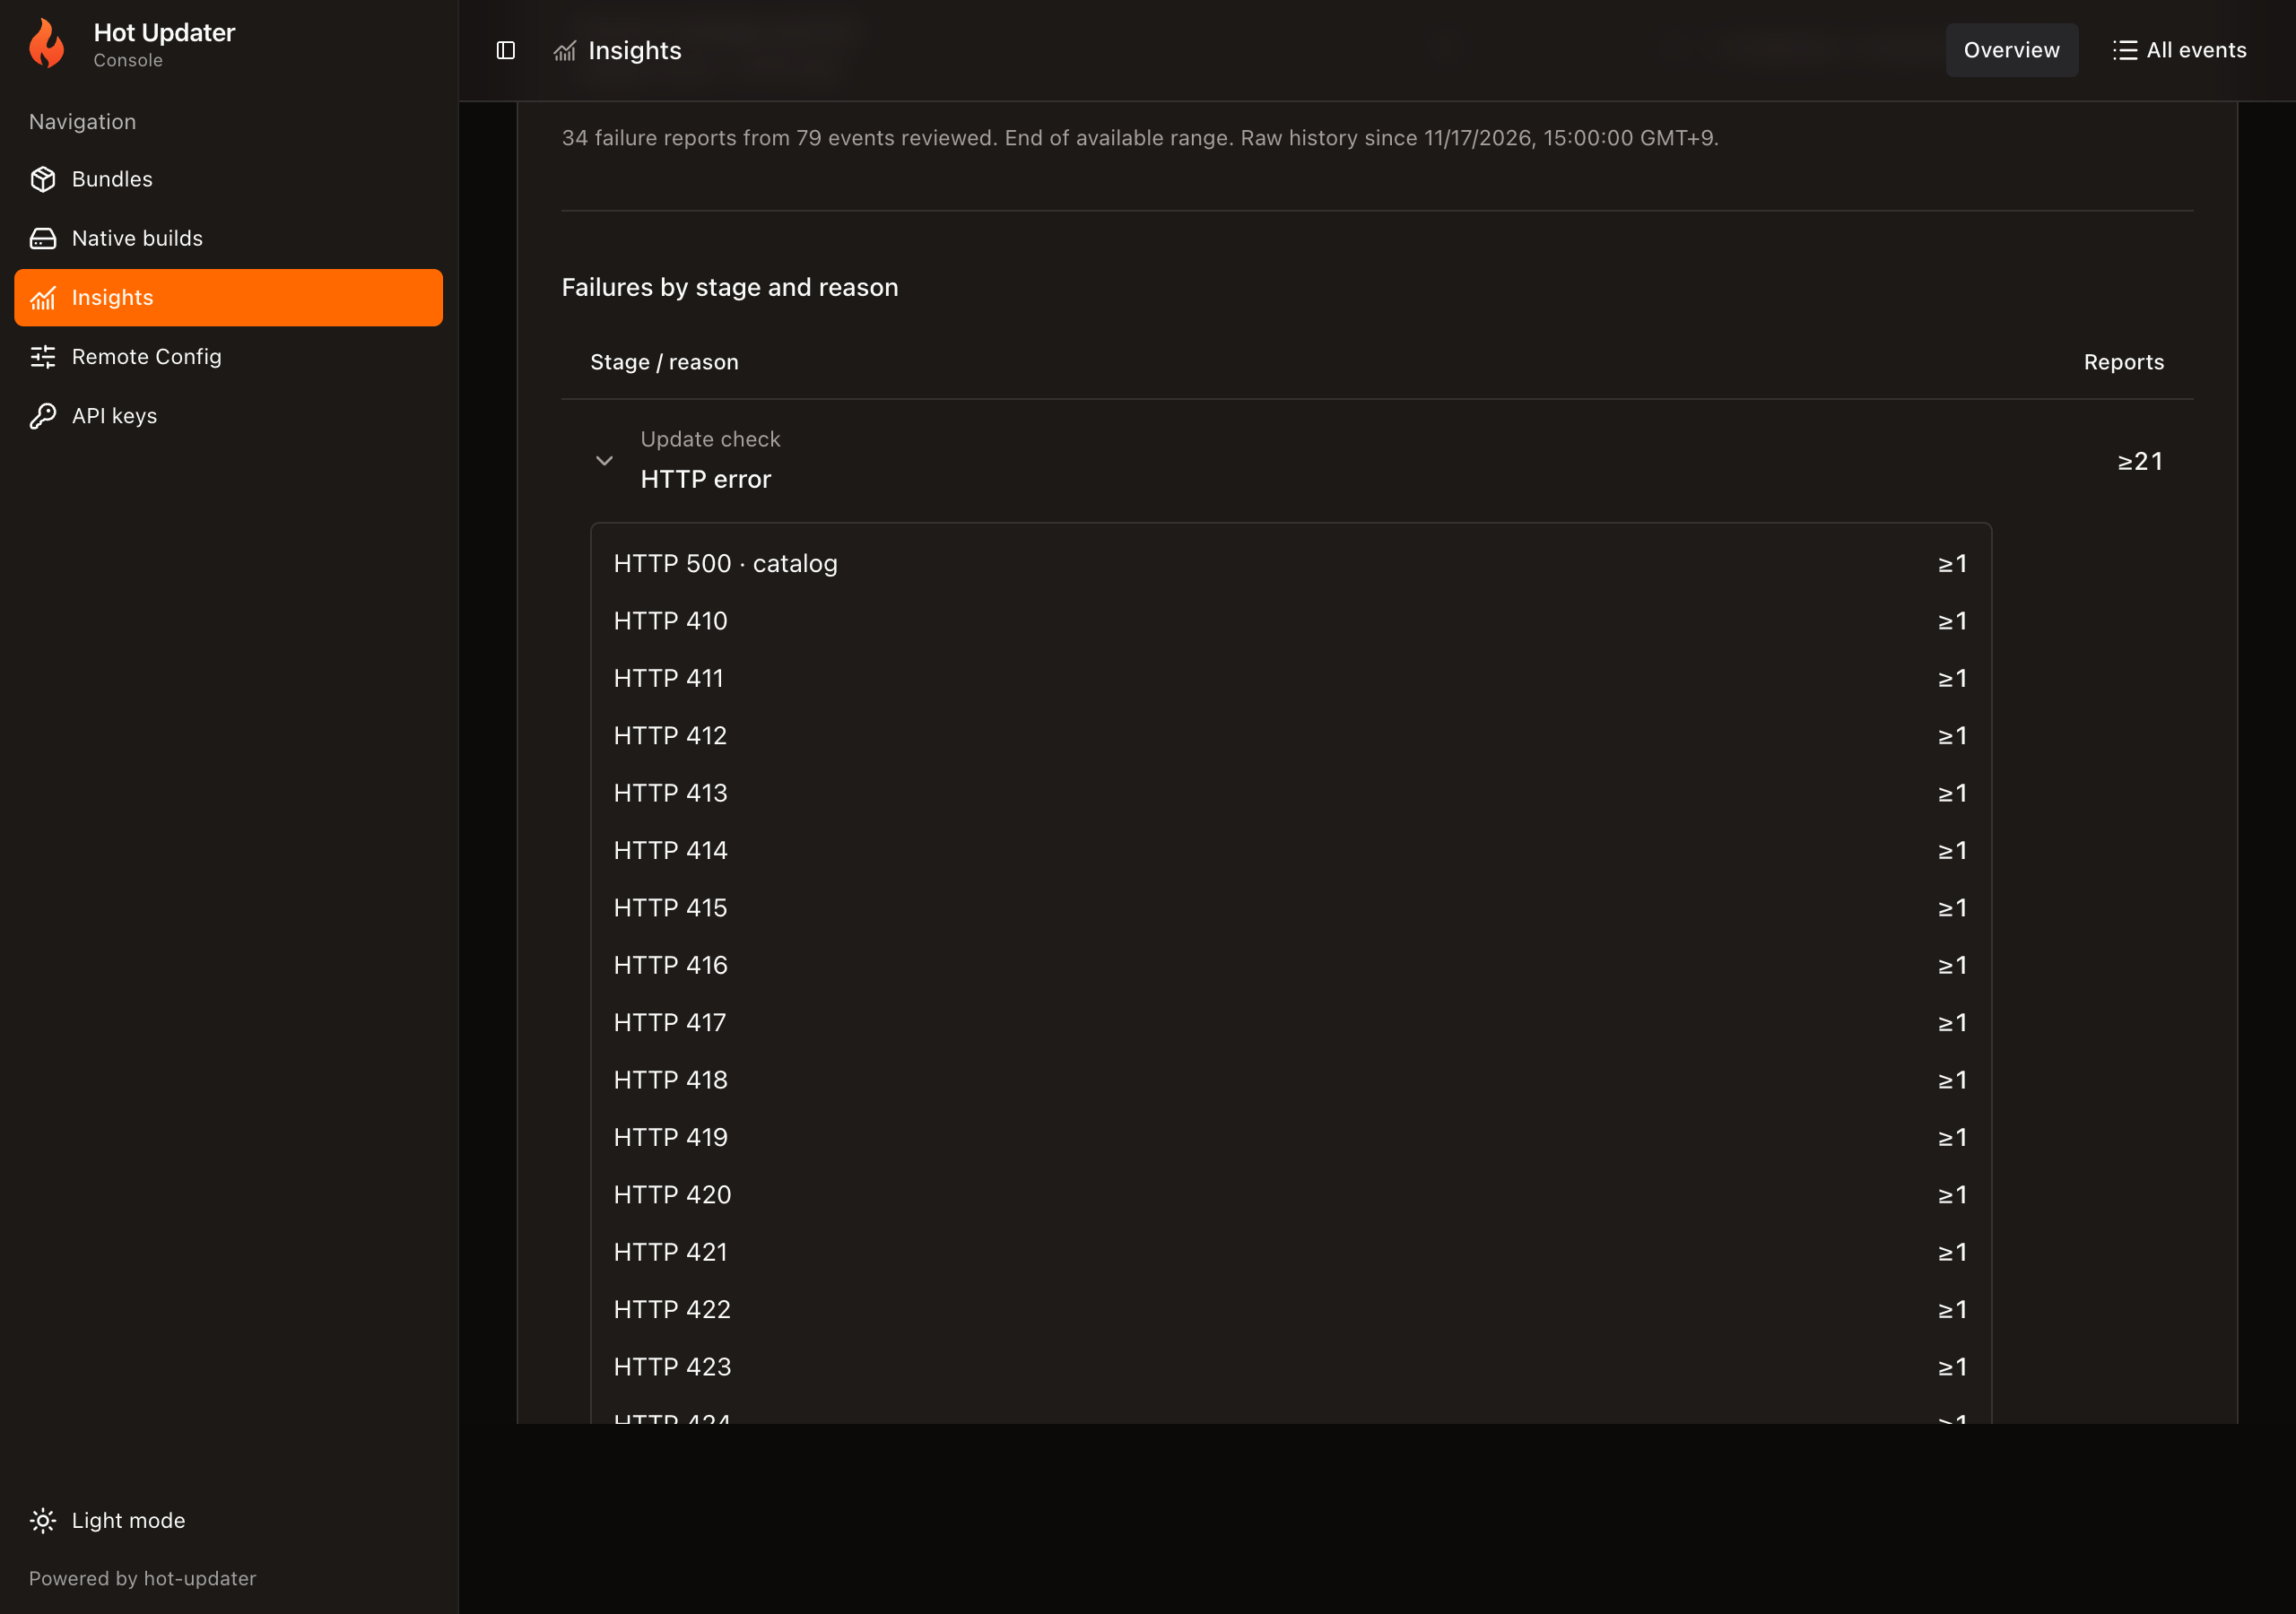 Hot Updater
Console
Navigation
Bundles
Native builds
Insights
Remote Config
API keys
Light mode
Powered by hot-updater
Insights
Overview
All events
34 failure reports from 79 events reviewed. End of available range. Raw history since 11/17/2026, 15:00:00 GMT+9.
Failures by stage and reason
Stage / reason Reports
Update check
HTTP error ≥21
HTTP 500 · catalog ≥1
HTTP 410 ≥1
HTTP 411 ≥1
HTTP 412 ≥1
HTTP 413 ≥1
HTTP 414 ≥1
HTTP 415 ≥1
HTTP 416 ≥1
HTTP 417 ≥1
HTTP 418 ≥1
HTTP 419 ≥1
HTTP 420 ≥1
HTTP 421 ≥1
HTTP 422 ≥1
HTTP 423 ≥1
HTTP 424 ≥1